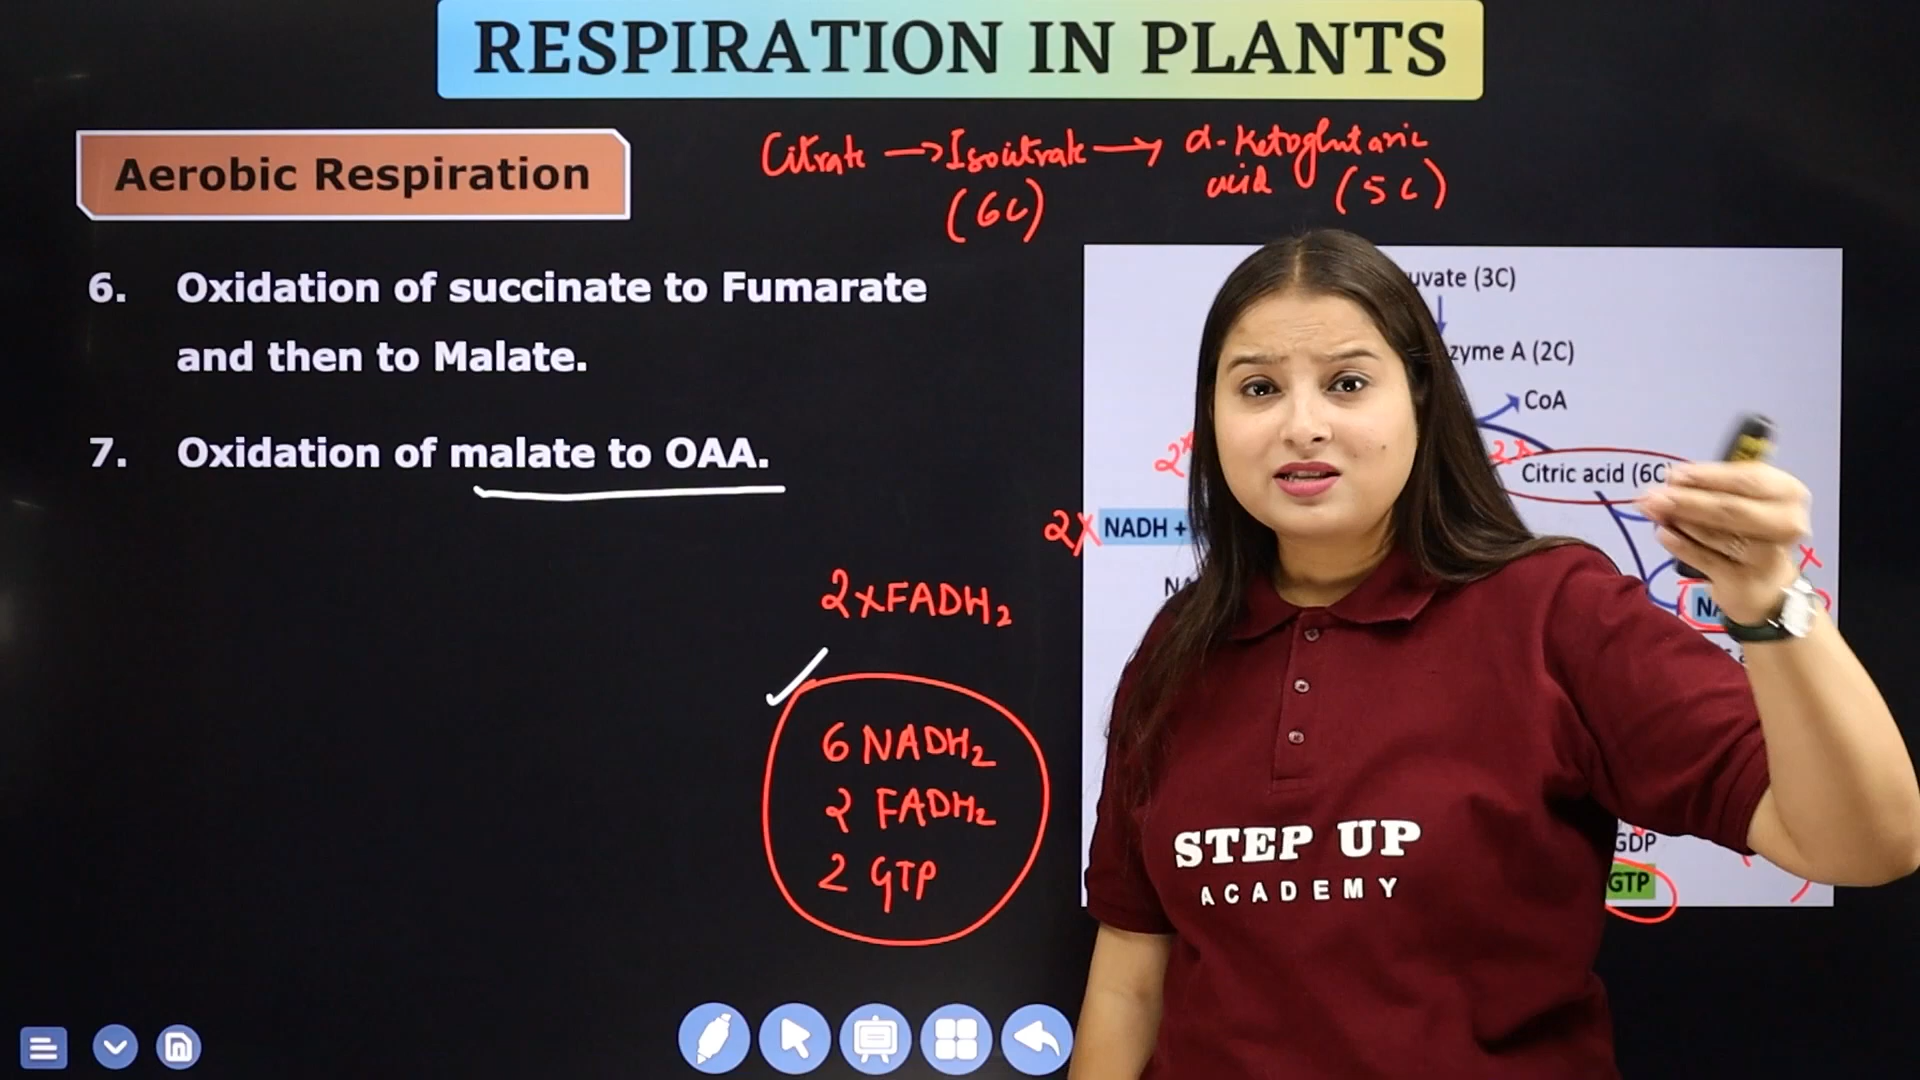 RESPIRATION IN PLANTS
Aerobic Respiration
Citrate → Isocitrate → α-Ketoglutaric
acid (5C)
(6C)
6. Oxidation of succinate to Fumarate
and then to Malate.
7. Oxidation of malate to OAA.
2xFADH₂
6 NADH₂
2 FADH₂
2 GTP
(3C)
A (2C)
CoA
2x
2x
Citric acid (6C)
2x NADH +
GDP
GTP
STEP UP
ACADEMY